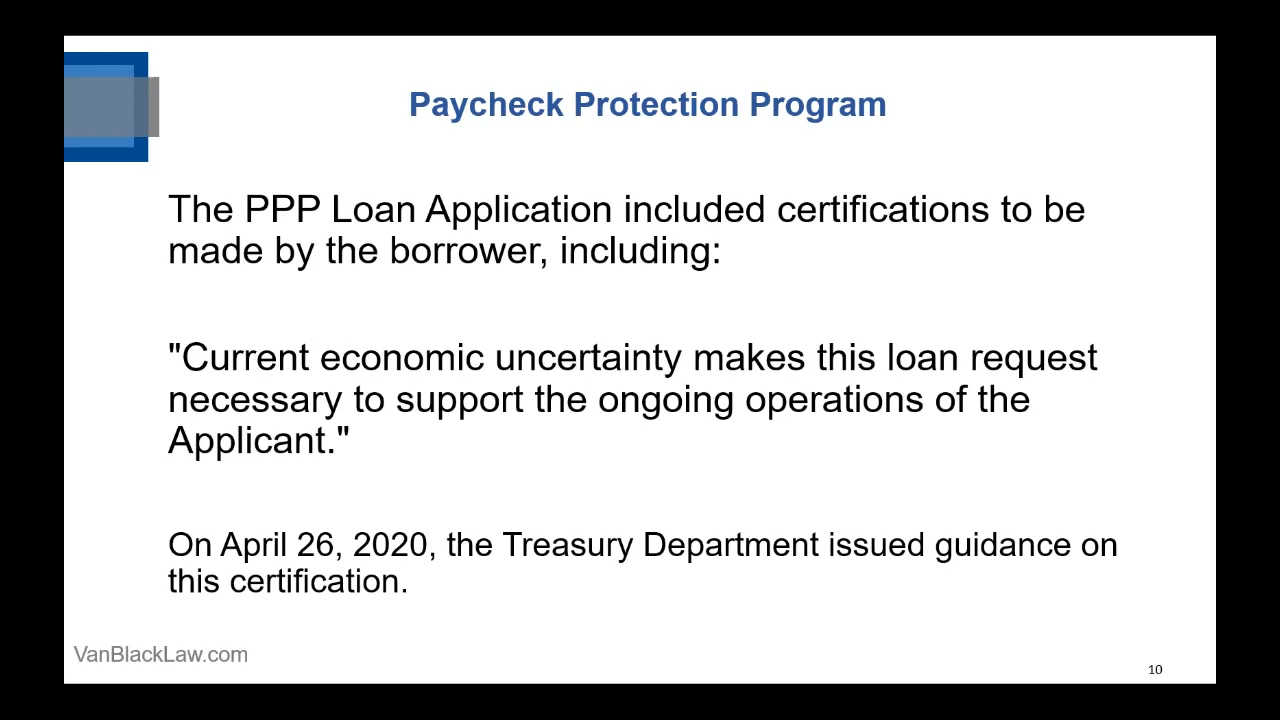 Paycheck Protection Program
The PPP Loan Application included certifications to be
made by the borrower, including:
"Current economic uncertainty makes this loan request
necessary to support the ongoing operations of the
Applicant."
On April 26, 2020, the Treasury Department issued guidance on
this certification.
VanBlackLaw.com
10